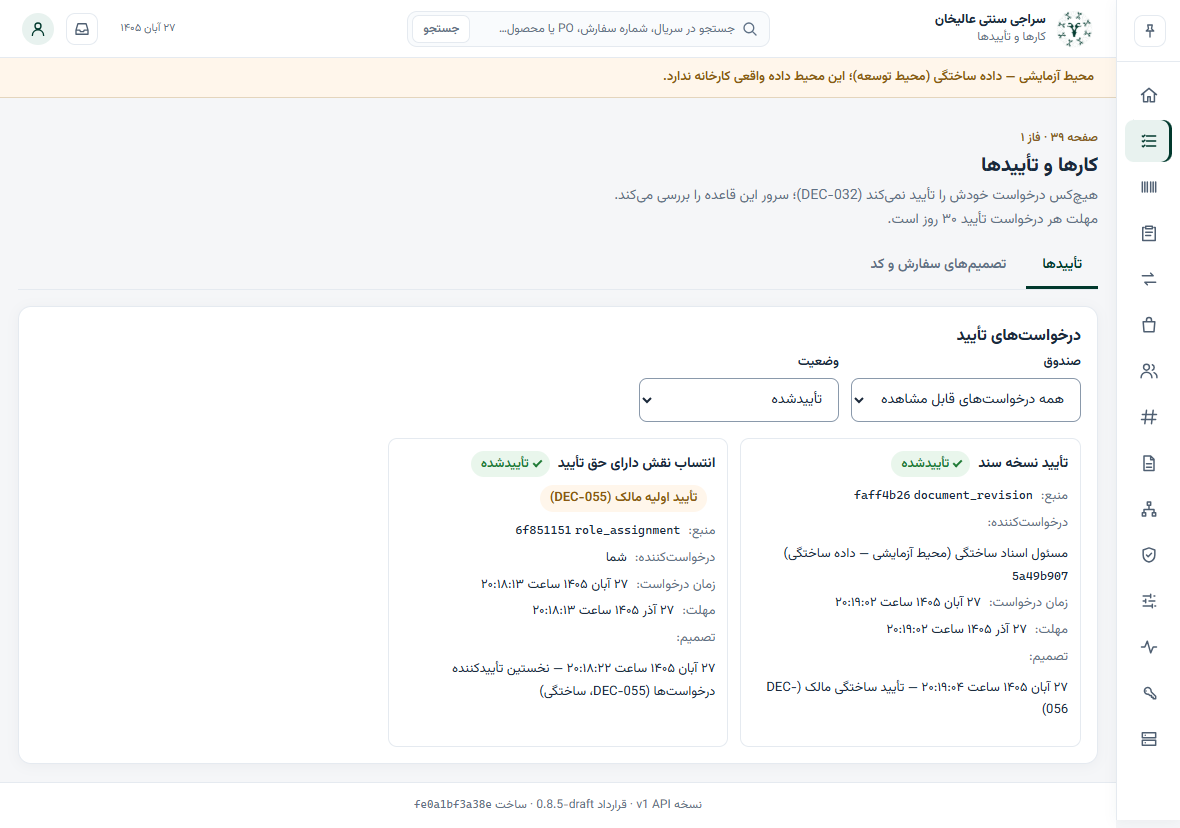 سراجی سنتی عالیخان
کارها و تأییدها
جستجو در سریال، شماره سفارش، PO یا محصول...
جستجو
۲۷ آبان ۱۴۰۵
محیط آزمایشی — داده ساختگی (محیط توسعه)؛ این محیط داده واقعی کارخانه ندارد.
صفحه ۳۹ · فاز ۱
کارها و تأییدها
هیچ‌کس درخواست خودش را تأیید نمی‌کند (DEC-032)؛ سرور این قاعده را بررسی می‌کند.
مهلت هر درخواست تأیید ۳۰ روز است.
تأییدها
تصمیم‌های سفارش و کد
درخواست‌های تأیید
صندوق
وضعیت
همه درخواست‌های قابل مشاهده
تأییدشده
تأیید نسخه سند ✓ تأییدشده
منبع: document_revision faff4b26
درخواست‌کننده:
مسئول اسناد ساختگی (محیط آزمایشی — داده ساختگی)
5a49b907
زمان درخواست: ۲۷ آبان ۱۴۰۵ ساعت ۲۰:۱۹:۰۲
مهلت: ۲۷ آذر ۱۴۰۵ ساعت ۲۰:۱۹:۰۲
تصمیم:
۲۷ آبان ۱۴۰۵ ساعت ۲۰:۱۹:۰۴ — تأیید ساختگی مالک (DEC-
056)
انتساب نقش دارای حق تأیید ✓ تأییدشده
تأیید اولیه مالک (DEC-055)
منبع: role_assignment 6f851151
درخواست‌کننده: شما
زمان درخواست: ۲۷ آبان ۱۴۰۵ ساعت ۲۰:۱۸:۱۳
مهلت: ۲۷ آذر ۱۴۰۵ ساعت ۲۰:۱۸:۱۳
تصمیم:
۲۷ آبان ۱۴۰۵ ساعت ۲۰:۱۸:۲۲ — نخستین تأییدکننده
درخواست‌ها (DEC-055، ساختگی)
نسخه API v1 · قرارداد 0.8.5-draft · ساخت fe0a1bf3a38e